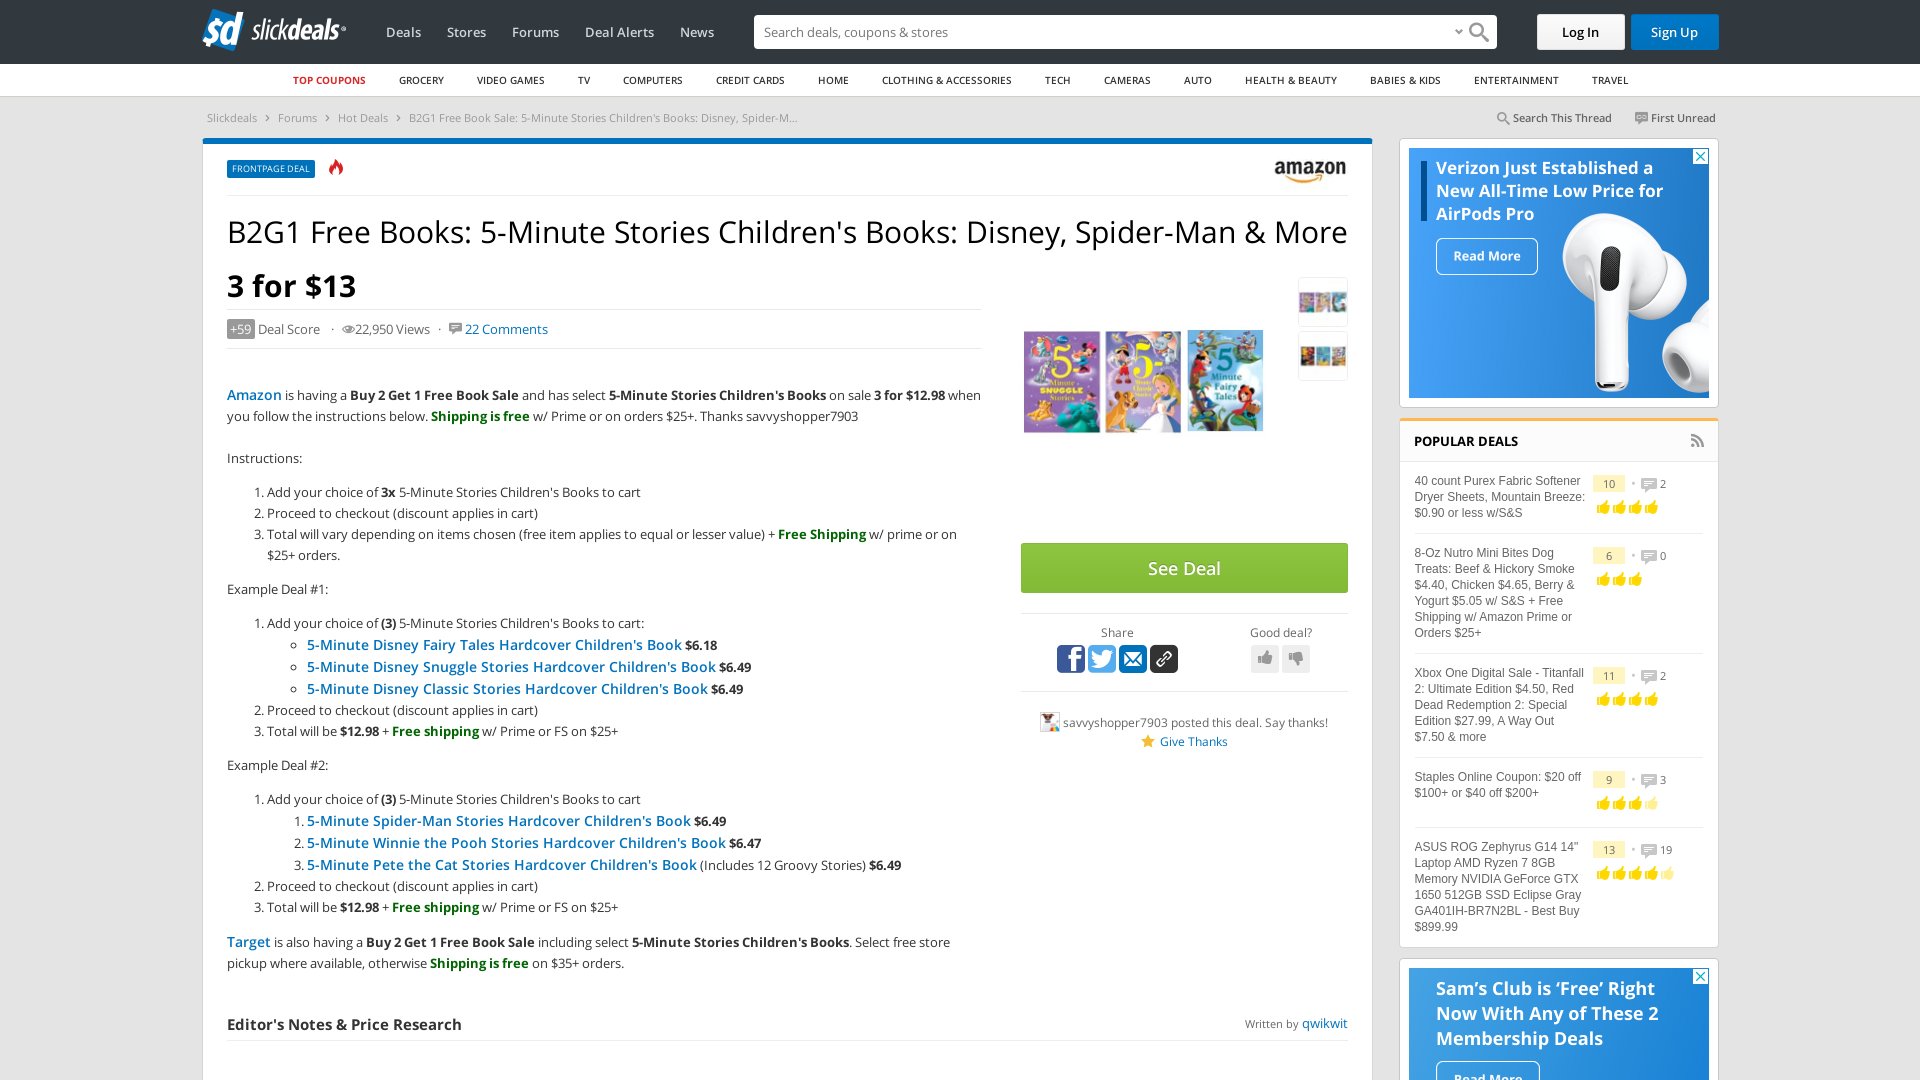 slickdeals
Deals
Stores
Forums
Deal Alerts
News
Search deals, coupons & stores
Log In
Sign Up
TOP COUPONS
GROCERY
VIDEO GAMES
TV
COMPUTERS
CREDIT CARDS
HOME
CLOTHING & ACCESSORIES
TECH
CAMERAS
AUTO
HEALTH & BEAUTY
BABIES & KIDS
ENTERTAINMENT
TRAVEL
Slickdeals › Forums › Hot Deals › B2G1 Free Book Sale: 5-Minute Stories Children's Books: Disney, Spider-M...
Search This Thread
First Unread
FRONTPAGE DEAL
amazon
B2G1 Free Books: 5-Minute Stories Children's Books: Disney, Spider-Man & More
3 for $13
+59 Deal Score · 22,950 Views · 22 Comments
Amazon is having a Buy 2 Get 1 Free Book Sale and has select 5-Minute Stories Children's Books on sale 3 for $12.98 when
you follow the instructions below. Shipping is free w/ Prime or on orders $25+. Thanks savvyshopper7903
Instructions:
1. Add your choice of 3x 5-Minute Stories Children's Books to cart
2. Proceed to checkout (discount applies in cart)
3. Total will vary depending on items chosen (free item applies to equal or lesser value) + Free Shipping w/ prime or on
$25+ orders.
Example Deal #1:
1. Add your choice of (3) 5-Minute Stories Children's Books to cart:
5-Minute Disney Fairy Tales Hardcover Children's Book $6.18
5-Minute Disney Snuggle Stories Hardcover Children's Book $6.49
5-Minute Disney Classic Stories Hardcover Children's Book $6.49
2. Proceed to checkout (discount applies in cart)
3. Total will be $12.98 + Free shipping w/ Prime or FS on $25+
Example Deal #2:
1. Add your choice of (3) 5-Minute Stories Children's Books to cart
1. 5-Minute Spider-Man Stories Hardcover Children's Book $6.49
2. 5-Minute Winnie the Pooh Stories Hardcover Children's Book $6.47
3. 5-Minute Pete the Cat Stories Hardcover Children's Book (Includes 12 Groovy Stories) $6.49
2. Proceed to checkout (discount applies in cart)
3. Total will be $12.98 + Free shipping w/ Prime or FS on $25+
Target is also having a Buy 2 Get 1 Free Book Sale including select 5-Minute Stories Children's Books. Select free store
pickup where available, otherwise Shipping is free on $35+ orders.
Editor's Notes & Price Research
Written by qwikwit
See Deal
Share
Good deal?
savvyshopper7903 posted this deal. Say thanks!
Give Thanks
Verizon Just Established a
New All-Time Low Price for
AirPods Pro
Read More
POPULAR DEALS
40 count Purex Fabric Softener
Dryer Sheets, Mountain Breeze:
$0.90 or less w/S&S
10 • 2
8-Oz Nutro Mini Bites Dog
Treats: Beef & Hickory Smoke
$4.40, Chicken $4.65, Berry &
Yogurt $5.05 w/ S&S + Free
Shipping w/ Amazon Prime or
Orders $25+
6 • 0
Xbox One Digital Sale - Titanfall
2: Ultimate Edition $4.50, Red
Dead Redemption 2: Special
Edition $27.99, A Way Out
$7.50 & more
11 • 2
Staples Online Coupon: $20 off
$100+ or $40 off $200+
9 • 3
ASUS ROG Zephyrus G14 14"
Laptop AMD Ryzen 7 8GB
Memory NVIDIA GeForce GTX
1650 512GB SSD Eclipse Gray
GA401IH-BR7N2BL - Best Buy
$899.99
13 • 19
Sam's Club is 'Free' Right
Now With Any of These 2
Membership Deals
Read More